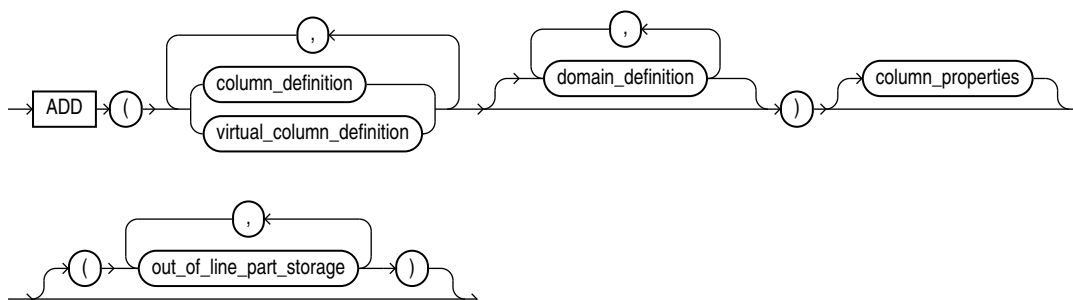 , ,
column_definition domain_definition column_properties
ADD ( )
virtual_column_definition
,
( out_of_line_part_storage )